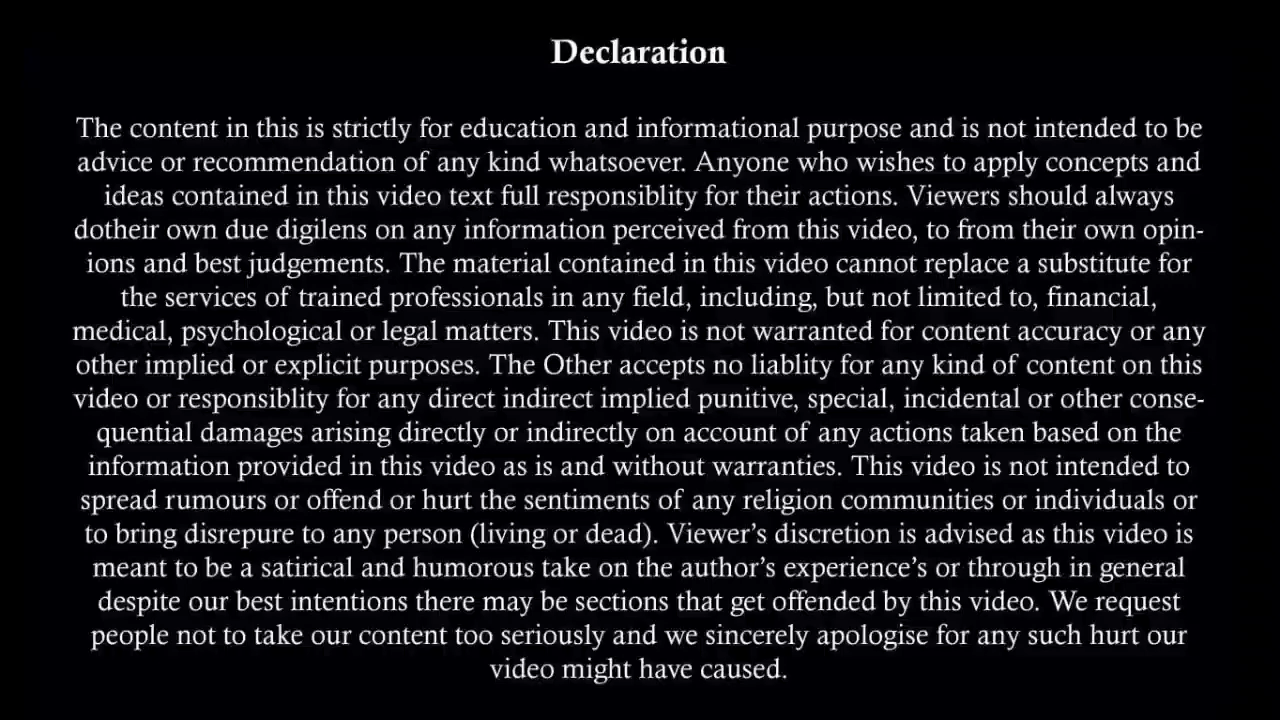 Declaration
The content in this is strictly for education and informational purpose and is not intended to be
advice or recommendation of any kind whatsoever. Anyone who wishes to apply concepts and
ideas contained in this video text full responsiblity for their actions. Viewers should always
dotheir own due digilens on any information perceived from this video, to from their own opin-
ions and best judgements. The material contained in this video cannot replace a substitute for
the services of trained professionals in any field, including, but not limited to, financial,
medical, psychological or legal matters. This video is not warranted for content accuracy or any
other implied or explicit purposes. The Other accepts no liablity for any kind of content on this
video or responsiblity for any direct indirect implied punitive, special, incidental or other conse-
quential damages arising directly or indirectly on account of any actions taken based on the
information provided in this video as is and without warranties. This video is not intended to
spread rumours or offend or hurt the sentiments of any religion communities or individuals or
to bring disrepure to any person (living or dead). Viewer’s discretion is advised as this video is
meant to be a satirical and humorous take on the author’s experience’s or through in general
despite our best intentions there may be sections that get offended by this video. We request
people not to take our content too seriously and we sincerely apologise for any such hurt our
video might have caused.